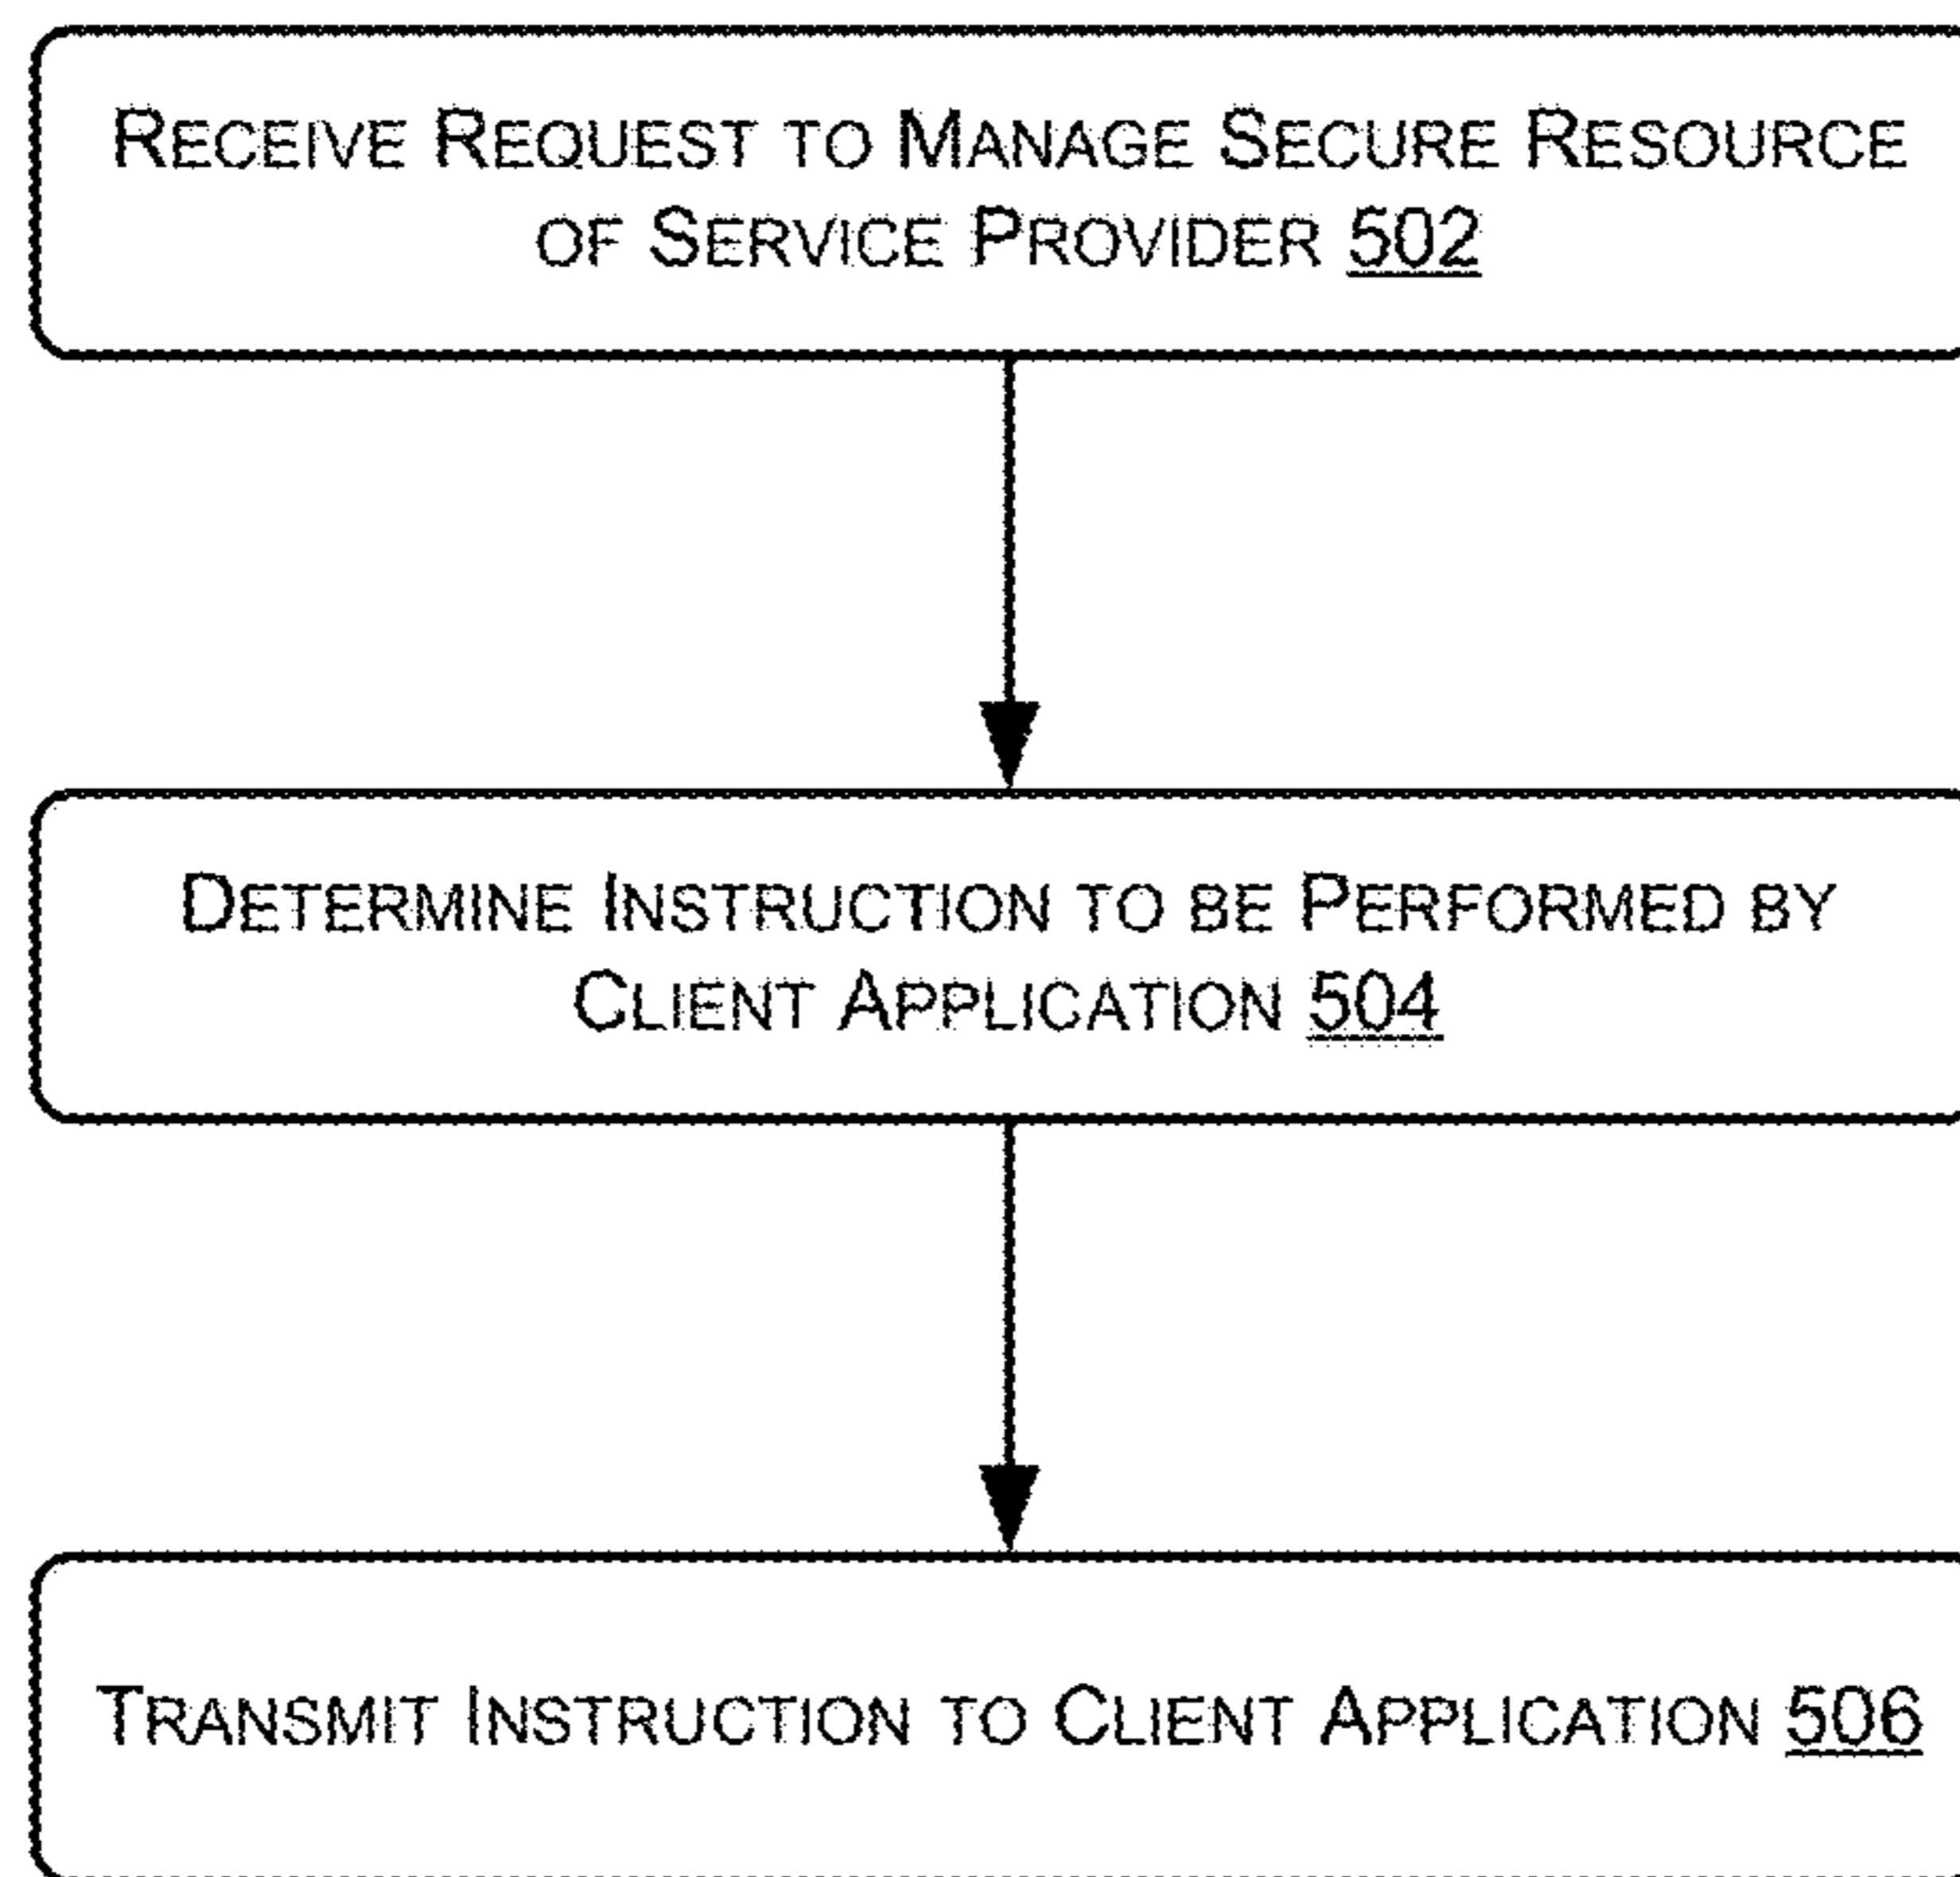 RECEIVE REQUEST TO MANAGE SECURE RESOURCE
OF SERVICE PROVIDER 502
DETERMINE INSTRUCTION TO BE PERFORMED BY
CLIENT APPLICATION 504
TRANSMIT INSTRUCTION TO CLIENT APPLICATION 506